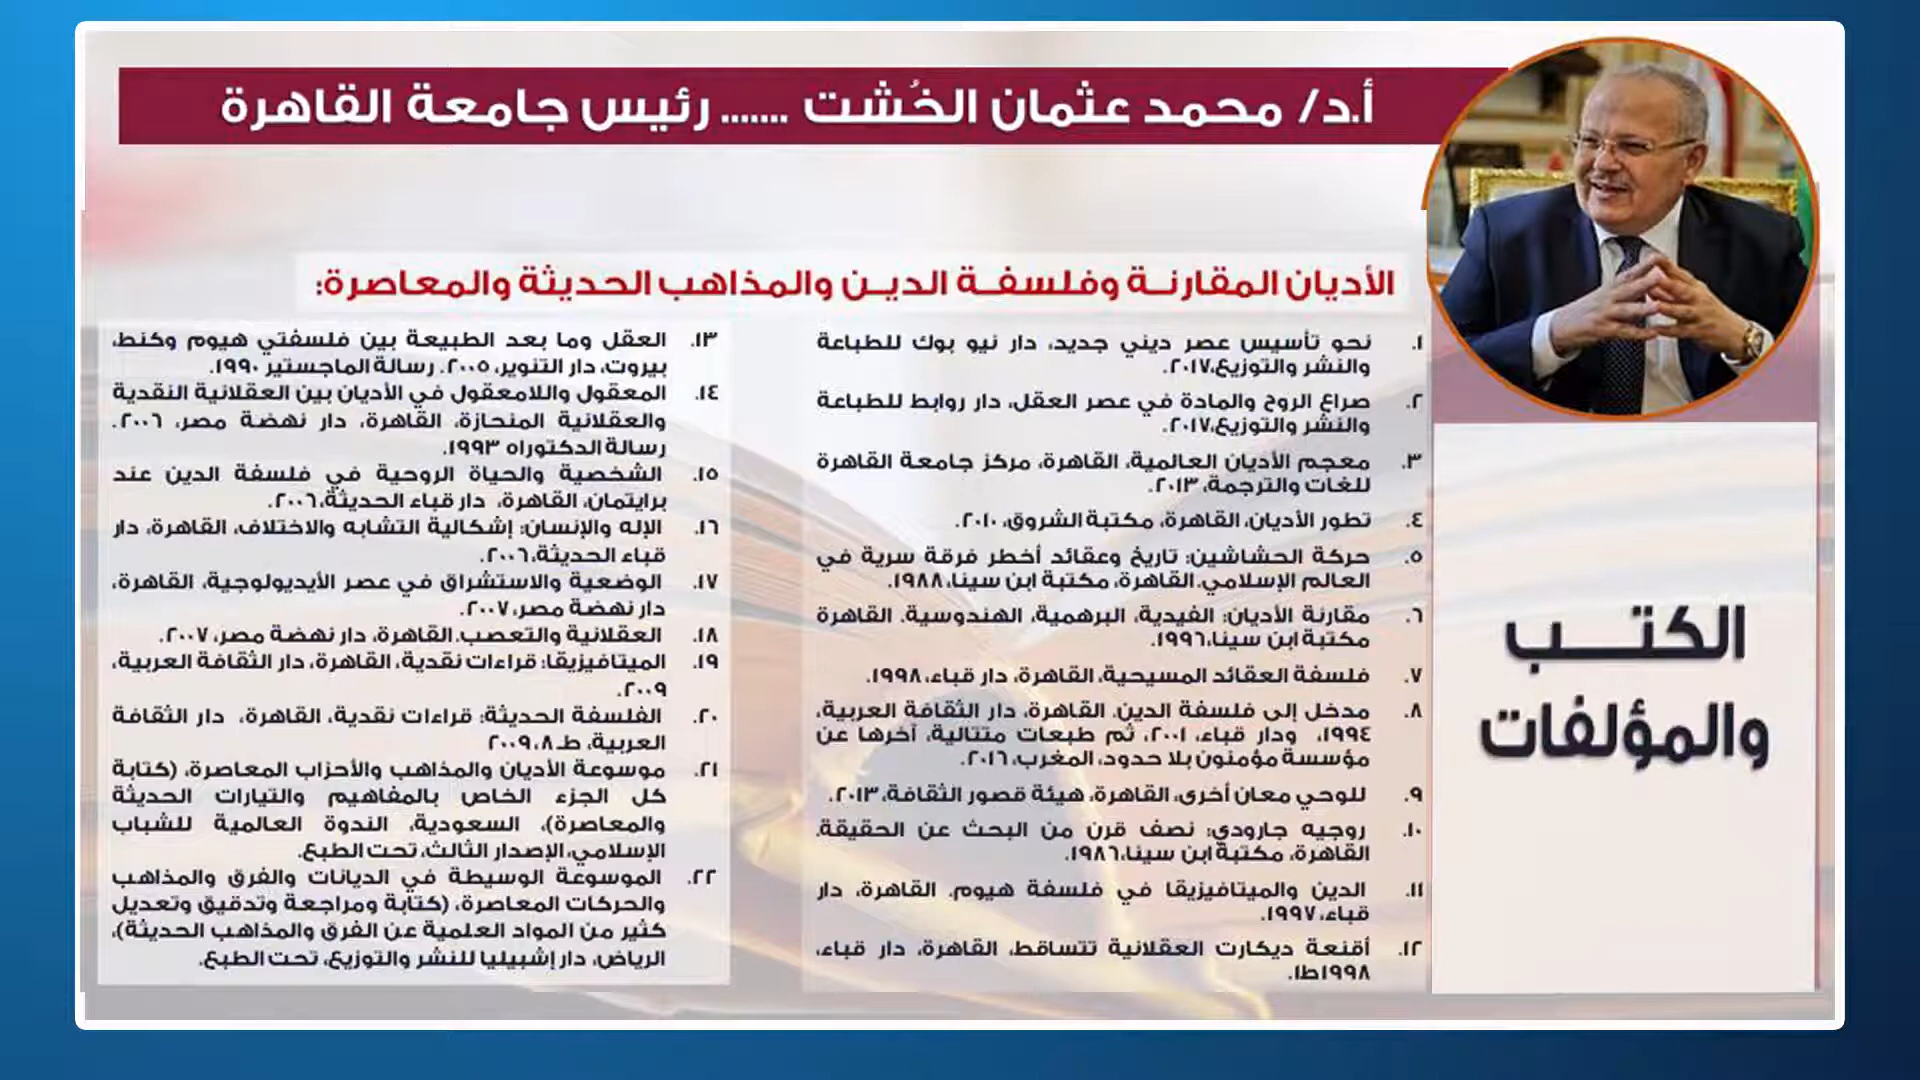 أ.د/ محمد عثمان الخُشت ....... رئيس جامعة القاهرة
الكتـــب
والمؤلفات
الأديان المقارنة وفلسفة الدين والمذاهب الحديثة والمعاصرة:
١. نحو تأسيس عصر ديني جديد، دار نيو بوك للطباعة
والنشر والتوزيع،٢٠١٧.
٢. صراع الروح والمادة في عصر العقل، دار روابط للطباعة
والنشر والتوزيع،٢٠١٧.
٣. معجم الأديان العالمية، القاهرة، مركز جامعة القاهرة
للغات والترجمة، ٢٠١٣.
٤. تطور الأديان، القاهرة، مكتبة الشروق، ٢٠١٠.
٥. حركة الحشاشين: تاريخ وعقائد أخطر فرقة سرية في
العالم الإسلامي. القاهرة، مكتبة ابن سينا، ١٩٨٨.
٦. مقارنة الأديان: الفيدية، البرهمية، الهندوسية. القاهرة
مكتبة ابن سينا،١٩٩٦.
٧. فلسفة العقائد المسيحية، القاهرة، دار قباء، ١٩٩٨.
٨. مدخل إلى فلسفة الدين. القاهرة، دار الثقافة العربية،
١٩٩٤، ودار قباء، ٢٠٠١، ثم طبعات متتالية، آخرها عن
مؤسسة مؤمنون بلا حدود، المغرب، ٢٠١٦.
٩. للوحي معان أخرى، القاهرة، هيئة قصور الثقافة، ٢٠١٣.
١٠. روجيه جارودي: نصف قرن من البحث عن الحقيقة.
القاهرة، مكتبة ابن سينا،١٩٨٦.
١١. الدين والميتافيزيقا في فلسفة هيوم. القاهرة، دار
قباء، ١٩٩٧.
١٢. أقنعة ديكارت العقلانية تتساقط، القاهرة، دار قباء،
١٩٩٨ط١.
١٣. العقل وما بعد الطبيعة بين فلسفتي هيوم وكنط،
بيروت، دار التنوير، ٢٠٠٥. رسالة الماجستير ١٩٩٠.
١٤. المعقول واللامعقول في الأديان بين العقلانية النقدية
والعقلانية المنحازة، القاهرة، دار نهضة مصر، ٢٠٠٦.
رسالة الدكتوراه ١٩٩٣.
١٥. الشخصية والحياة الروحية في فلسفة الدين عند
برايتمان، القاهرة، دار قباء الحديثة، ٢٠٠٦.
١٦. الإله والإنسان: إشكالية التشابه والاختلاف، القاهرة، دار
قباء الحديثة، ٢٠٠٦.
١٧. الوضعية والاستشراق في عصر الأيديولوجية، القاهرة،
دار نهضة مصر، ٢٠٠٧.
١٨. العقلانية والتعصب. القاهرة، دار نهضة مصر، ٢٠٠٧.
١٩. الميتافيزيقا: قراءات نقدية، القاهرة، دار الثقافة العربية،
٢٠٠٩.
٢٠. الفلسفة الحديثة: قراءات نقدية، القاهرة، دار الثقافة
العربية، طـ ٨، ٢٠٠٩
٢١. موسوعة الأديان والمذاهب والأحزاب المعاصرة، (كتابة
كل الجزء الخاص بالمفاهيم والتيارات الحديثة
والمعاصرة)، السعودية، الندوة العالمية للشباب
الإسلامي، الإصدار الثالث، تحت الطبع.
٢٢. الموسوعة الوسيطة في الديانات والفرق والمذاهب
والحركات المعاصرة، (كتابة ومراجعة وتدقيق وتعديل
كثير من المواد العلمية عن الفرق والمذاهب الحديثة)،
الرياض، دار إشبيليا للنشر والتوزيع، تحت الطبع.